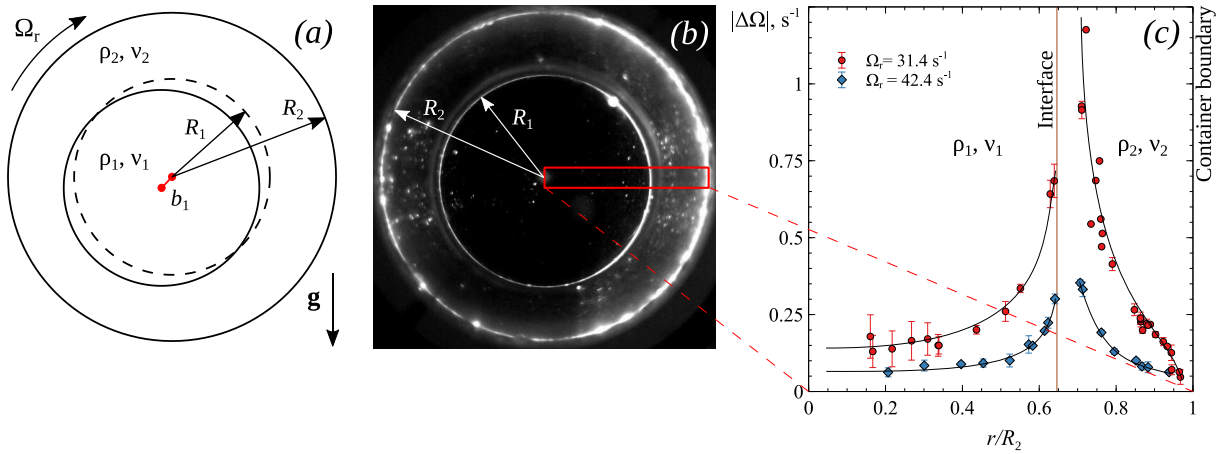 (a)
Ωr
ρ2, ν2
R1
R2
ρ1, ν1
b1
g
(b)
R2
R1
|ΔΩ|, s-1
(c)
Ωr = 31.4 s-1
Ωr = 42.4 s-1
Interface
Container boundary
ρ1, ν1
ρ2, ν2
1
0.75
0.5
0.25
0
0
0.2
0.4
0.6
0.8
1
r/R2